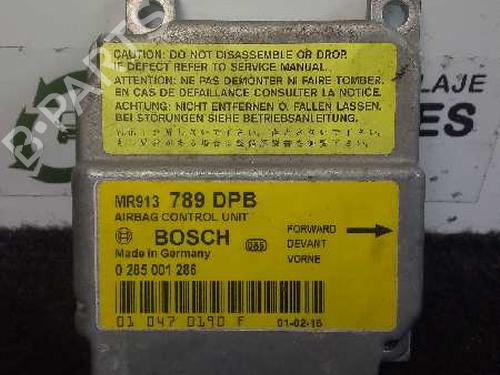 CAUTION: DO NOT DISASSEMBLE OR DROP.
IF DEFECT REFER TO SERVICE MANUAL.
ATTENTION: NE PAS DEMONTER NI FAIRE TOMBER.
EN CAS DE DEFAILLANCE CONSULTER LA NOTICE.
ACHTUNG: NICHT ENTFERNEN O. FALLEN LASSEN.
BEI STÖRUNGEN SIEHE BETRIEBSANLEITUNG.
LAJE
ES
MR913 789 DPB
AIRBAG CONTROL UNIT
BOSCH
Made in Germany
0 285 001 286
FORWARD
DEVANT
VORNE
01 047 0190 F
01-02-16